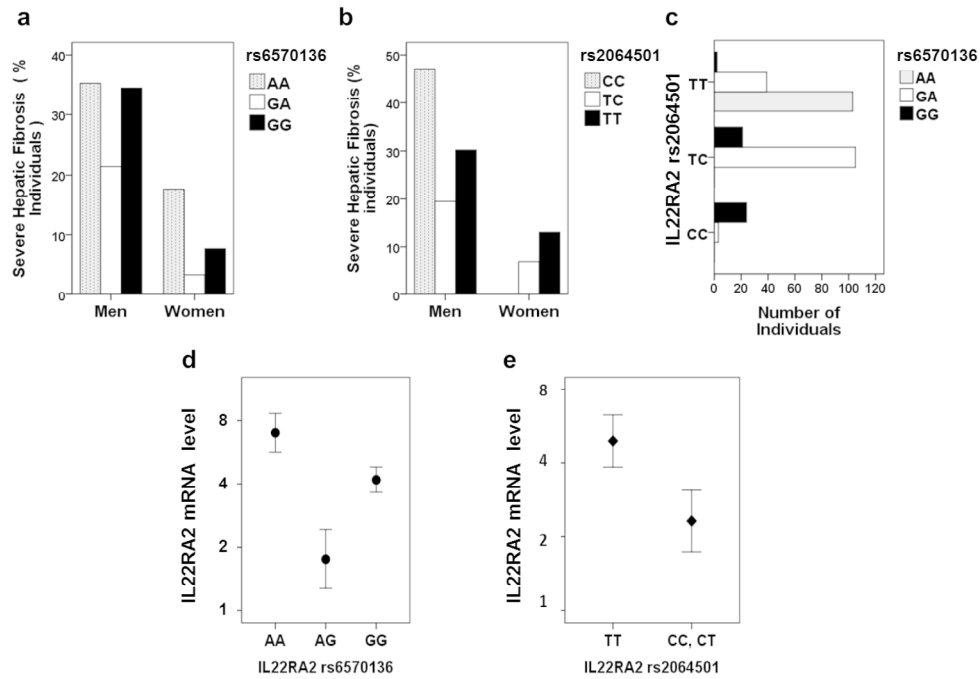 a
Severe Hepatic Fibrosis ( % Individuals )
40
30
20
10
0
Men Women
rs6570136
AA
GA
GG
b
Severe Hepatic Fibrosis (% individuals)
50
40
30
20
10
0
Men Women
rs2064501
CC
TC
TT
c
IL22RA2 rs2064501
TT
TC
CC
0 20 40 60 80 100 120
Number of
Individuals
rs6570136
AA
GA
GG
d
IL22RA2 mRNA level
8
4
2
1
AA AG GG
IL22RA2 rs6570136
e
IL22RA2 mRNA level
8
4
2
1
TT CC, CT
IL22RA2 rs2064501